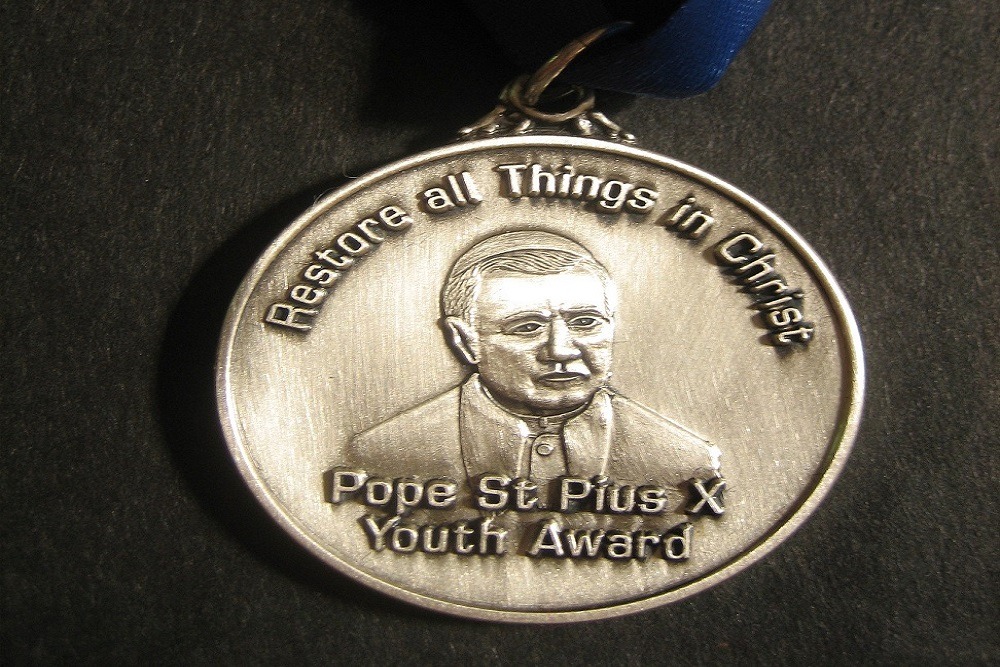 Restore all Things in Christ
Pope St. Pius X
Youth Award